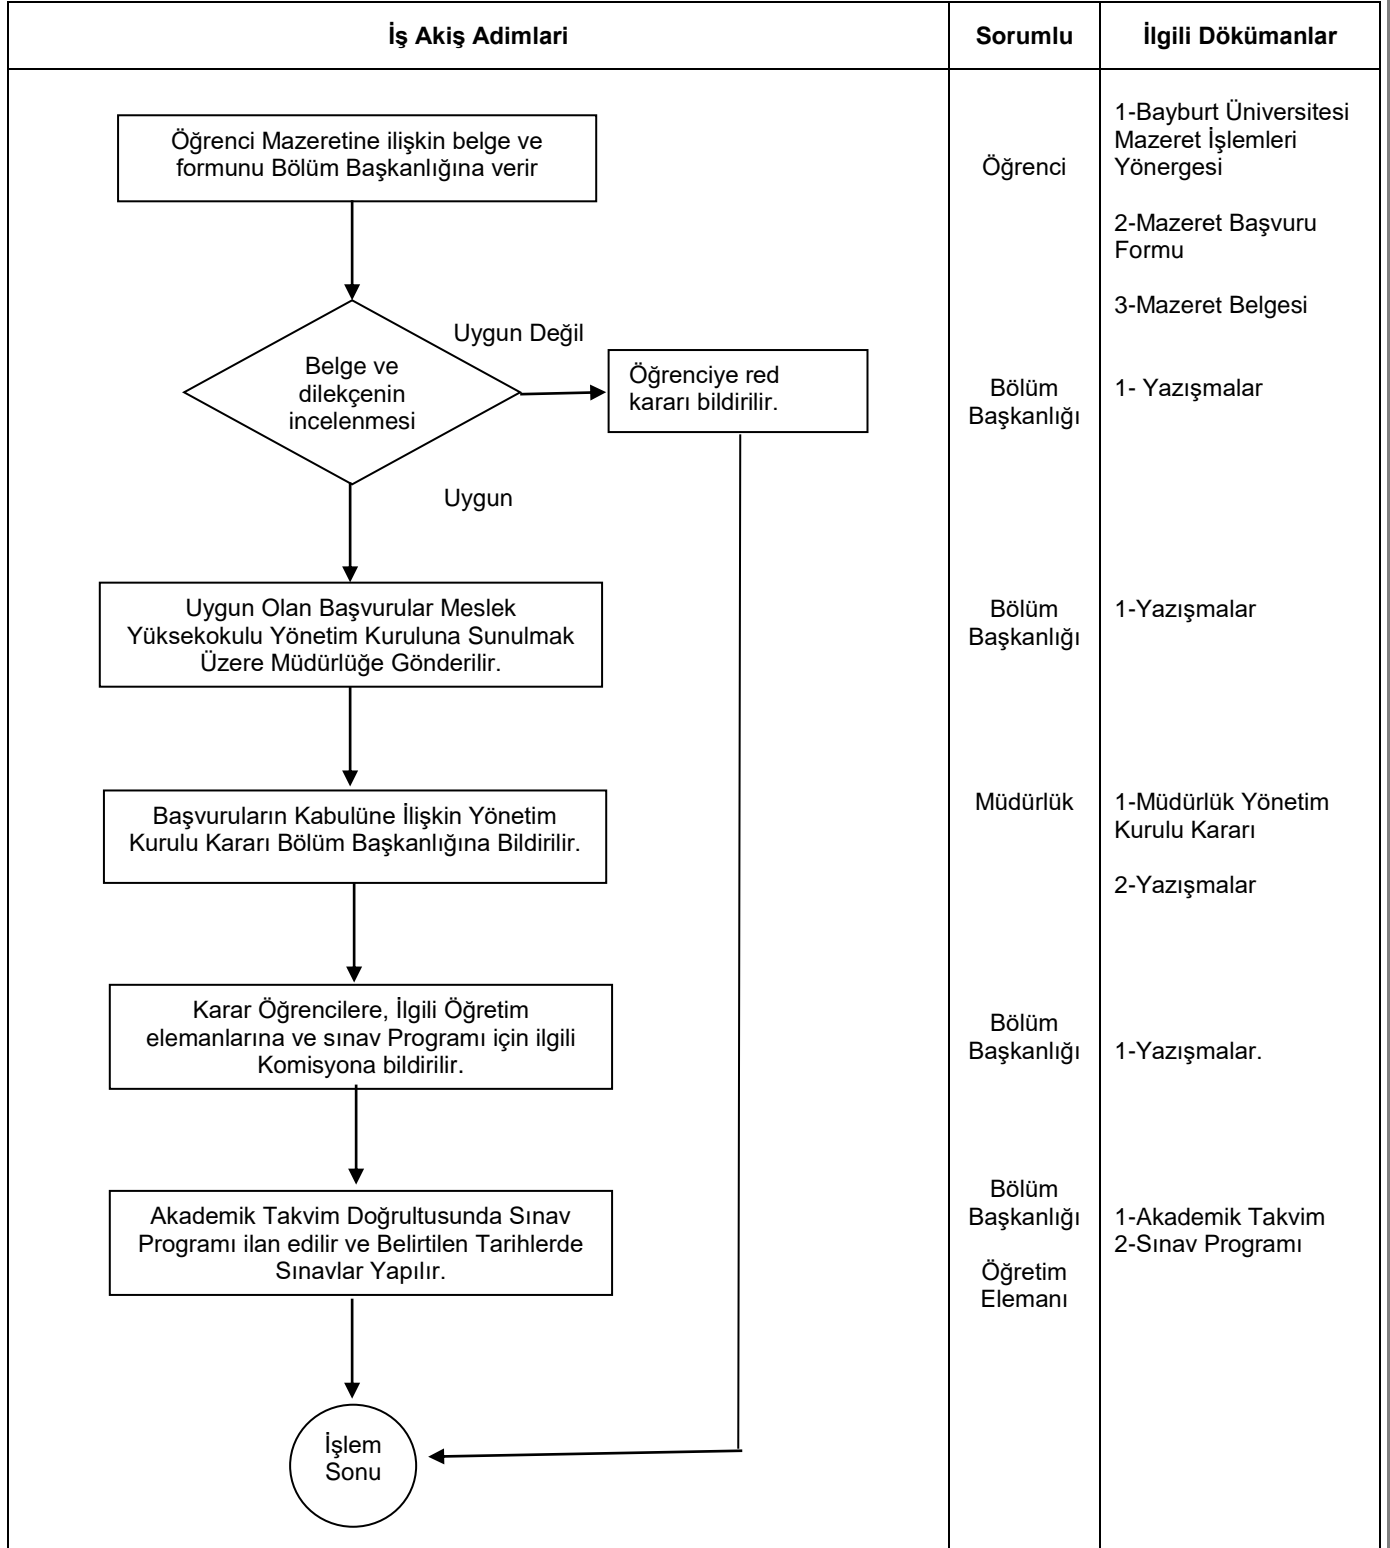 İş Akiş Adimlari
Sorumlu
İlgili Dökümanlar
Öğrenci Mazeretine ilişkin belge ve
formunu Bölüm Başkanlığına verir
Öğrenci
1-Bayburt Üniversitesi
Mazeret İşlemleri
Yönergesi
2-Mazeret Başvuru
Formu
3-Mazeret Belgesi
Belge ve
dilekçenin
incelenmesi
Uygun Değil
Öğrenciye red
kararı bildirilir.
Bölüm
Başkanlığı
1- Yazışmalar
Uygun
Uygun Olan Başvurular Meslek
Yüksekokulu Yönetim Kuruluna Sunulmak
Üzere Müdürlüğe Gönderilir.
Bölüm
Başkanlığı
1-Yazışmalar
Başvuruların Kabulüne İlişkin Yönetim
Kurulu Kararı Bölüm Başkanlığına Bildirilir.
Müdürlük
1-Müdürlük Yönetim
Kurulu Kararı
2-Yazışmalar
Karar Öğrencilere, İlgili Öğretim
elemanlarına ve sınav Programı için ilgili
Komisyona bildirilir.
Bölüm
Başkanlığı
1-Yazışmalar.
Akademik Takvim Doğrultusunda Sınav
Programı ilan edilir ve Belirtilen Tarihlerde
Sınavlar Yapılır.
Bölüm
Başkanlığı
Öğretim
Elemanı
1-Akademik Takvim
2-Sınav Programı
İşlem
Sonu